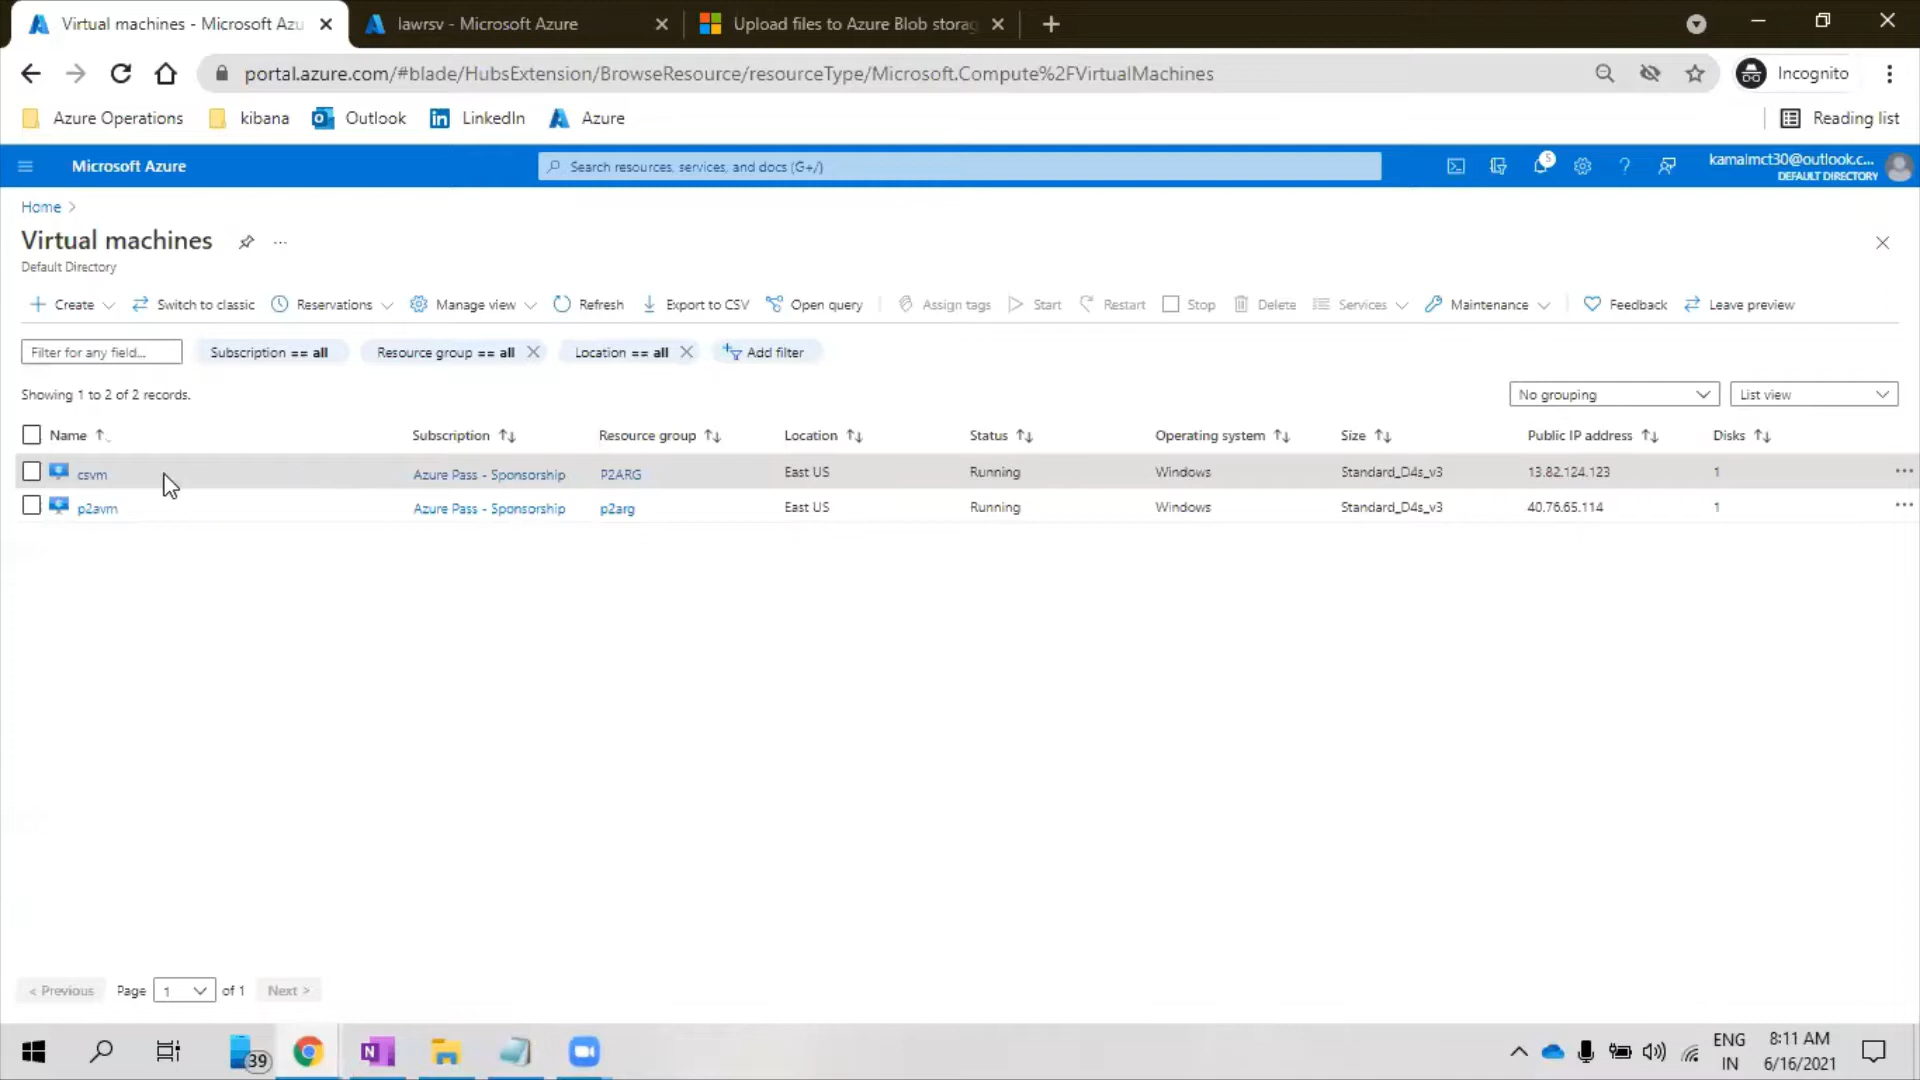 Virtual machines - Microsoft Azu
lawrsv - Microsoft Azure
Upload files to Azure Blob storag
portal.azure.com/#blade/HubsExtension/BrowseResource/resourceType/Microsoft.Compute%2FVirtualMachines
Incognito
Azure Operations
kibana
Outlook
LinkedIn
Azure
Reading list
Microsoft Azure
Search resources, services, and docs (G+/)
5
kamalmct30@outlook.c...
DEFAULT DIRECTORY
Home >
Virtual machines
Default Directory
Create
Switch to classic
Reservations
Manage view
Refresh
Export to CSV
Open query
Assign tags
Start
Restart
Stop
Delete
Services
Maintenance
Feedback
Leave preview
Filter for any field...
Subscription == all
Resource group == all
Location == all
Add filter
Showing 1 to 2 of 2 records.
No grouping
List view
Name Subscription Resource group Location Status Operating system Size Public IP address Disks
csvm Azure Pass - Sponsorship P2ARG East US Running Windows Standard_D4s_v3 13.82.124.123 1
p2avm Azure Pass - Sponsorship p2arg East US Running Windows Standard_D4s_v3 40.76.65.114 1
< Previous Page 1 of 1 Next >
39
N
ENG
IN
8:11 AM
6/16/2021